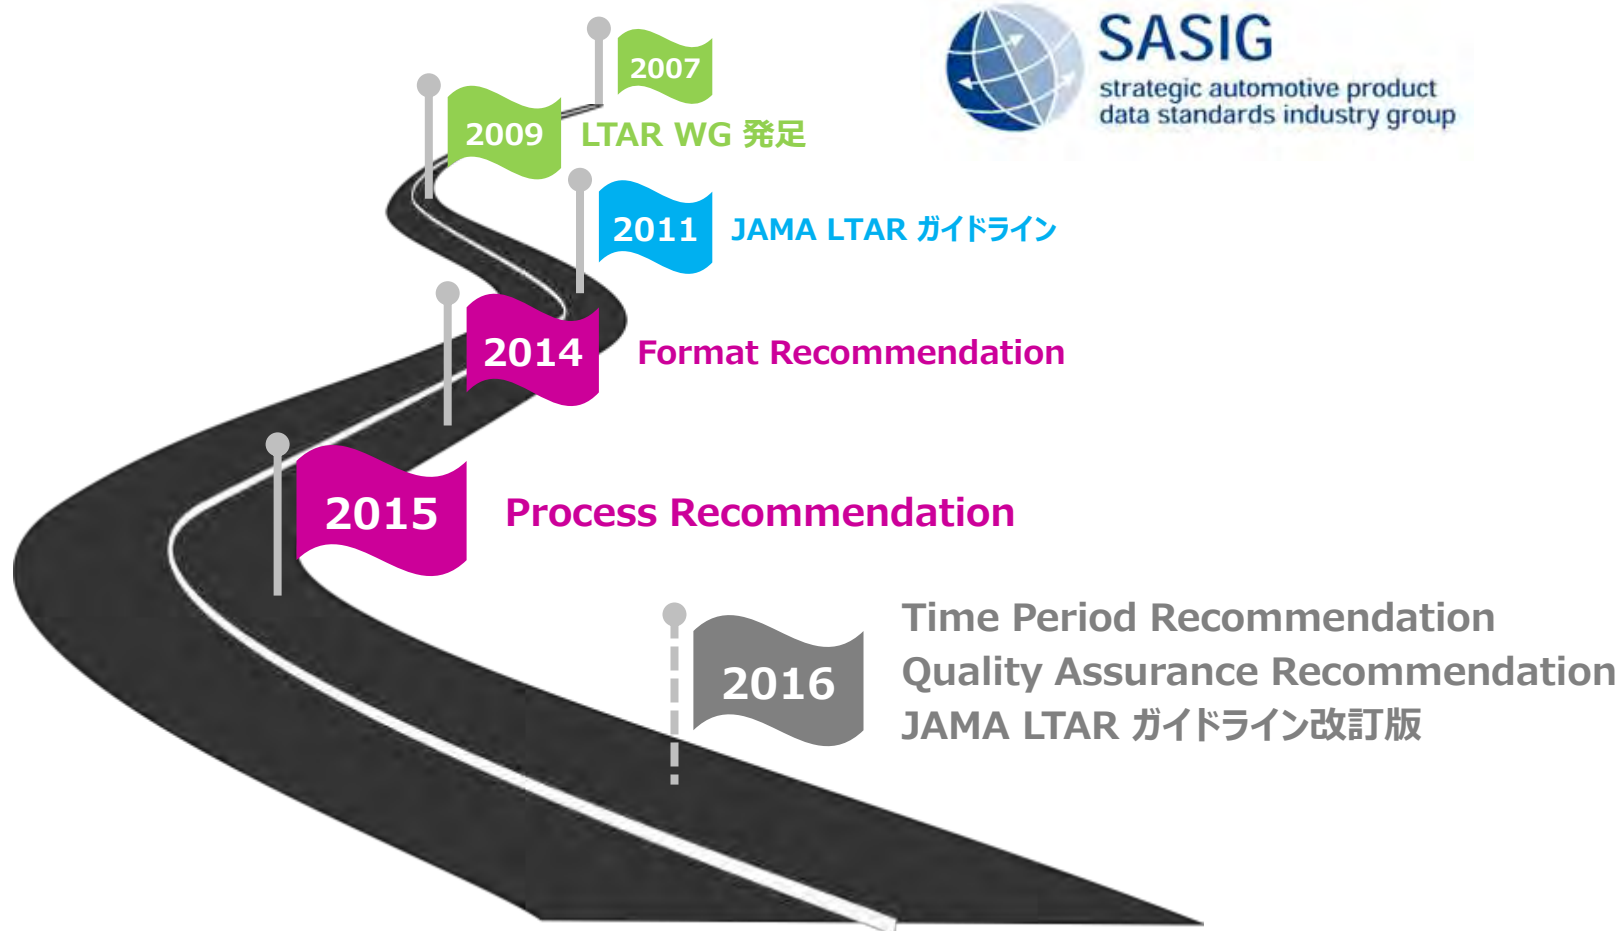 SASIG
strategic automotive product
data standards industry group
2007
2009 LTAR WG 発足
2011 JAMA LTAR ガイドライン
2014 Format Recommendation
2015 Process Recommendation
2016
Time Period Recommendation
Quality Assurance Recommendation
JAMA LTAR ガイドライン改訂版